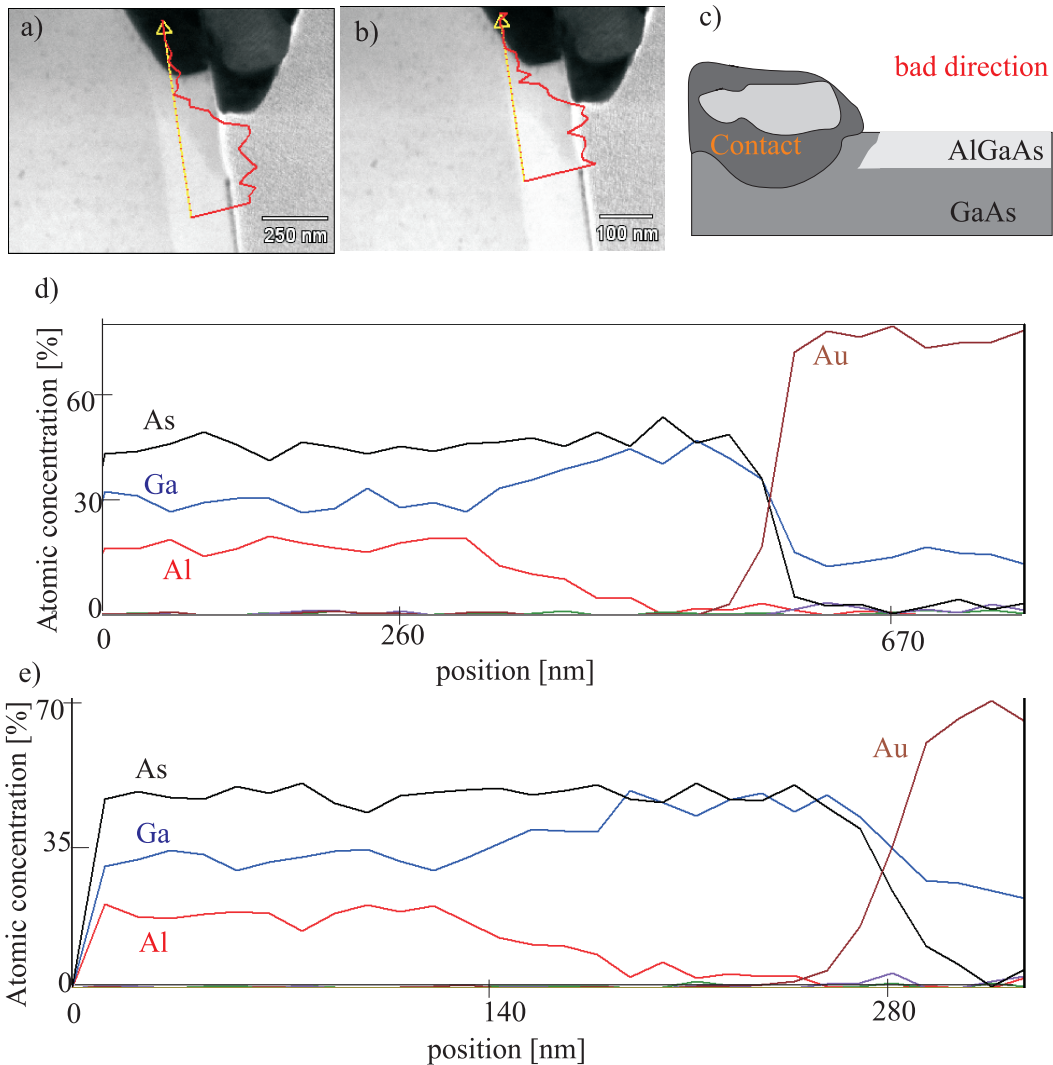 a)
250 nm
b)
100 nm
c)
bad direction
Contact
AlGaAs
GaAs
d)
Atomic concentration [%]
60
30
0
As
Ga
Al
Au
0
260
670
position [nm]
e)
Atomic concentration [%]
70
35
0
As
Ga
Al
Au
0
140
280
position [nm]